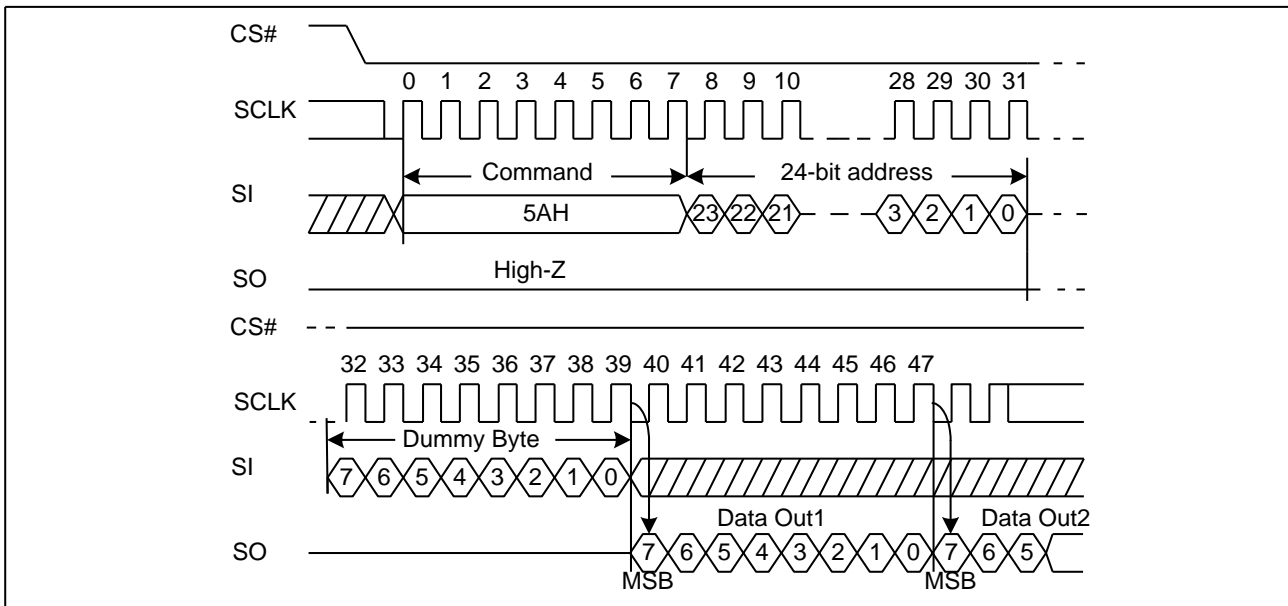 CS#
0 1 2 3 4 5 6 7 8 9 10 28 29 30 31
SCLK
Command 24-bit address
SI
5AH 23 22 21 3 2 1 0
High-Z
SO
CS#
32 33 34 35 36 37 38 39 40 41 42 43 44 45 46 47
SCLK
Dummy Byte
SI
7 6 5 4 3 2 1 0
Data Out1 Data Out2
SO
7 6 5 4 3 2 1 0 7 6 5
MSB MSB